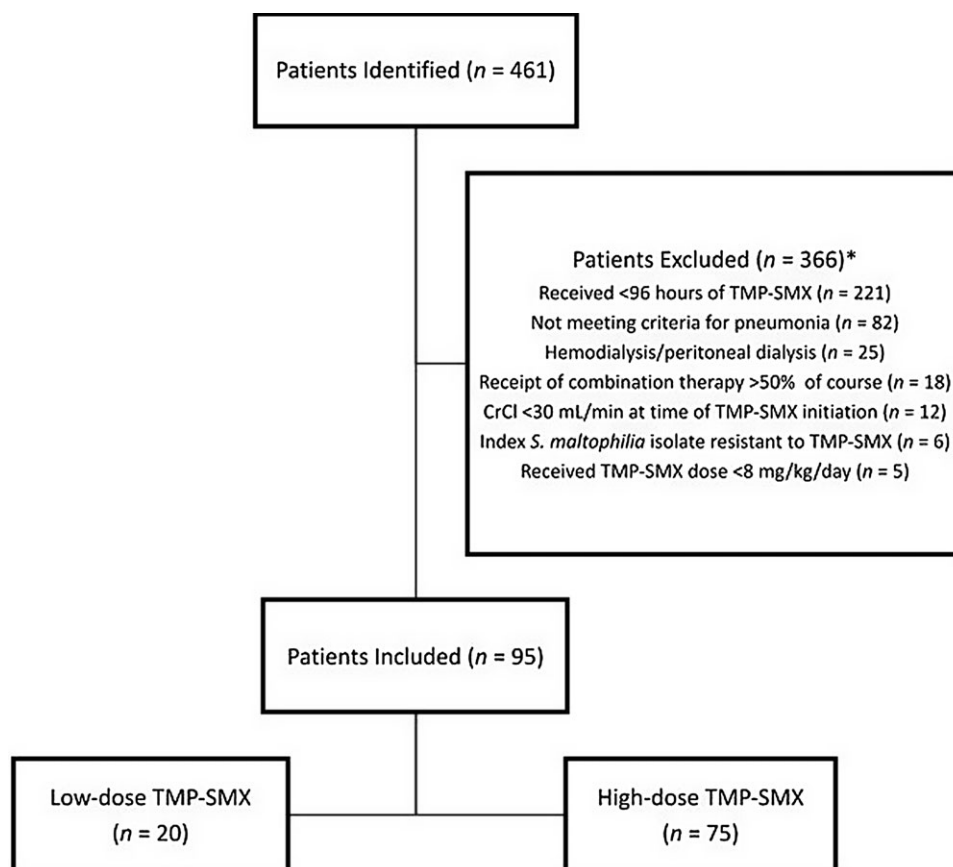 Patients Identified (n = 461)
Patients Excluded (n = 366)*
Received <96 hours of TMP-SMX (n = 221)
Not meeting criteria for pneumonia (n = 82)
Hemodialysis/peritoneal dialysis (n = 25)
Receipt of combination therapy >50% of course (n = 18)
CrCl <30 mL/min at time of TMP-SMX initiation (n = 12)
Index S. maltophilia isolate resistant to TMP-SMX (n = 6)
Received TMP-SMX dose <8 mg/kg/day (n = 5)
Patients Included (n = 95)
Low-dose TMP-SMX
(n = 20)
High-dose TMP-SMX
(n = 75)